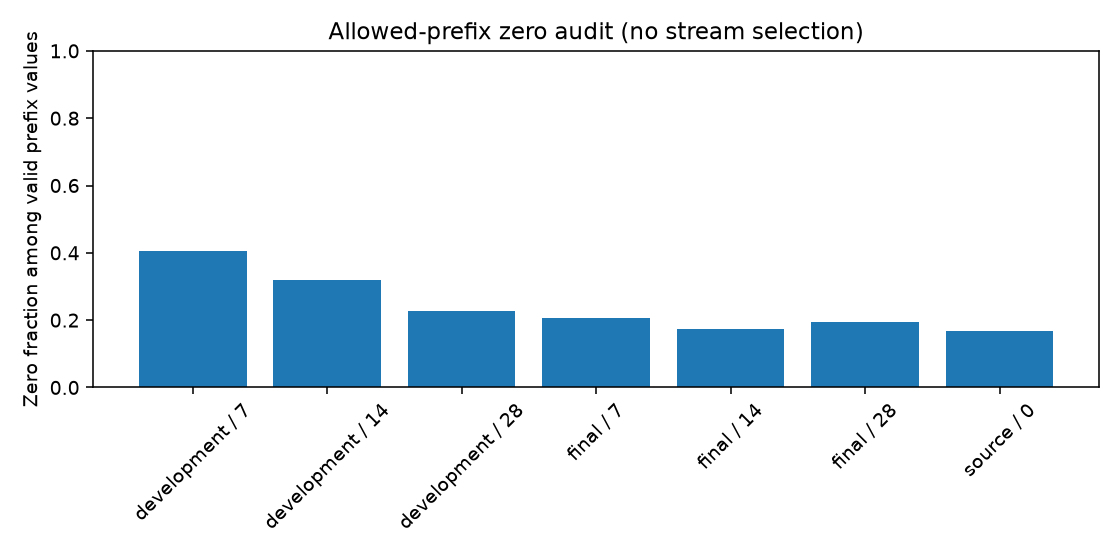 Allowed-prefix zero audit (no stream selection)
Zero fraction among valid prefix values
1.0
0.8
0.6
0.4
0.2
0.0
development / 7
development / 14
development / 28
final / 7
final / 14
final / 28
source / 0